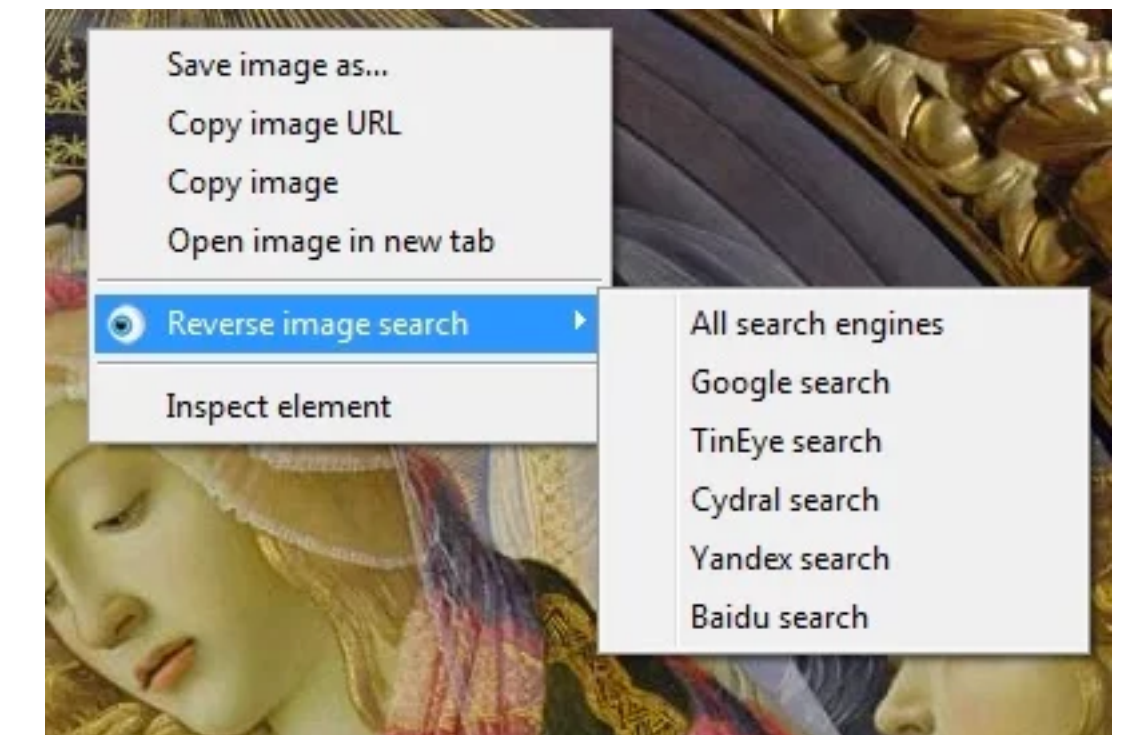 Save image as...
Copy image URL
Copy image
Open image in new tab
Reverse image search
Inspect element
All search engines
Google search
TinEye search
Cydral search
Yandex search
Baidu search